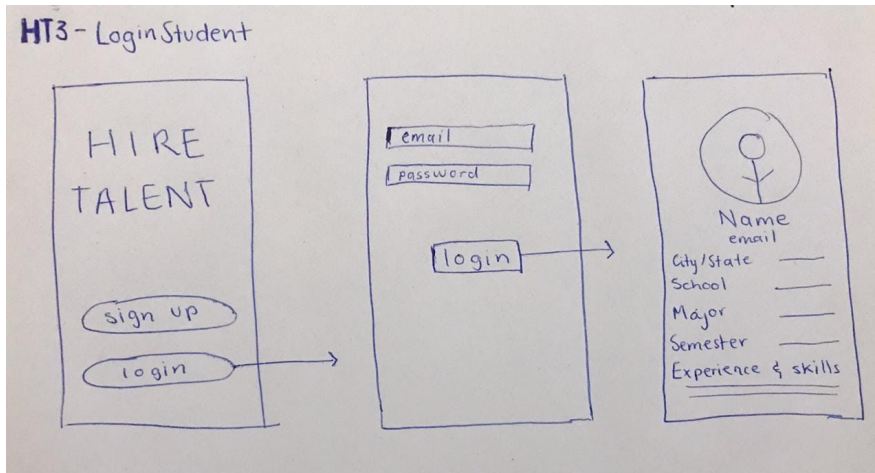 HT3 - Login Student
HIRE
TALENT
sign up
login
email
password
login
Name
email
City/State
School
Major
Semester
Experience & skills